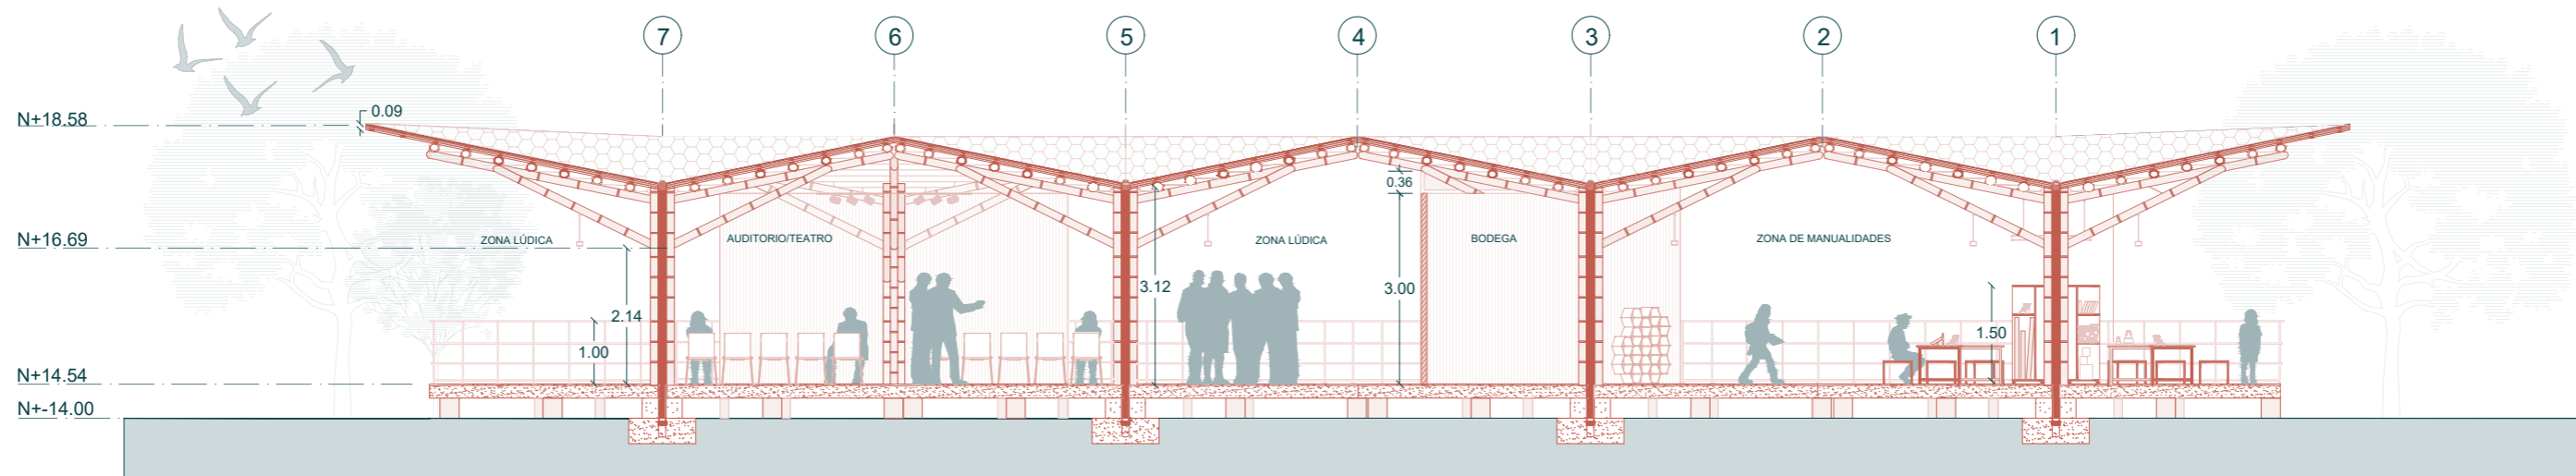 7 6 5 4 3 2 1
0.09
N+18.58
0.36
N+16.69
ZONA LÚDICA
AUDITORIO/TEATRO
ZONA LÚDICA
BODEGA
ZONA DE MANUALIDADES
3.12
3.00
2.14
1.50
1.00
N+14.54
N+-14.00